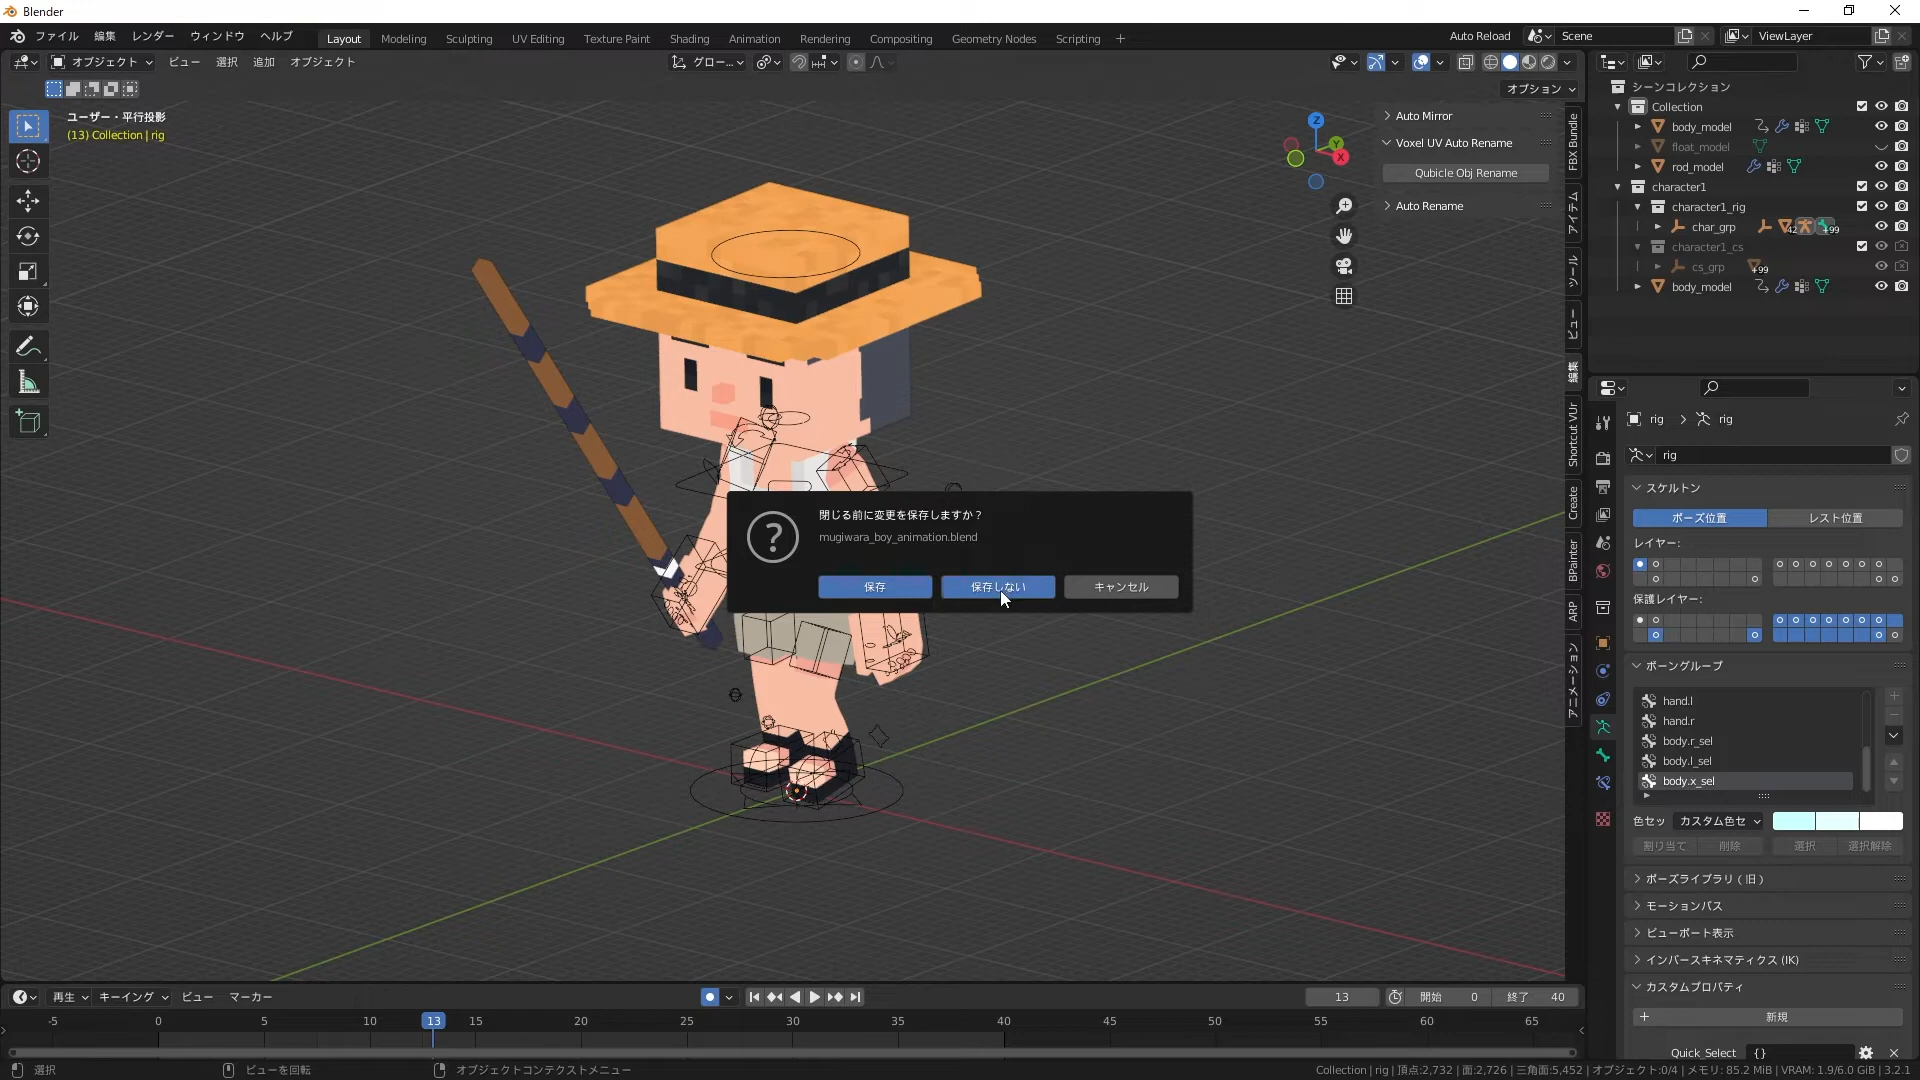 Blender
ファイル 編集 レンダー ウィンドウ ヘルプ Layout Modeling Sculpting UV Editing Texture Paint Shading Animation Rendering Compositing Geometry Nodes Scripting Auto Reload Scene ViewLayer
オブジェクト ビュー 選択 追加 オブジェクト グロー...
オプション
ユーザー・平行投影
(13) Collection | rig
Z
Y
X
Auto Mirror
Voxel UV Auto Rename
Qubicle Obj Rename
Auto Rename
FBX Bundle
アイテム
ツール
ビュー
編集
Shortcut VUr
Create
BPainter
ARP
アニメーション
シーンコレクション
Collection
body_model
float_model
rod_model
character1
character1_rig
char_grp 42 +99
character1_cs
cs_grp +99
body_model
rig rig
rig
スケルトン
ポーズ位置 レスト位置
レイヤー:
保護レイヤー:
ボーングループ
hand.l
hand.r
body.r_sel
body.l_sel
body.x_sel
色セッ カスタム色セ
割り当て 削除 選択 選択解除
ポーズライブラリ ( 旧 )
モーションパス
ビューポート表示
インバースキネマティクス (IK)
カスタムプロパティ
新規
Quick_Select {}
閉じる前に変更を保存しますか？
mugiwara_boy_animation.blend
保存 保存しない キャンセル
再生 キーイング ビュー マーカー 13 開始 0 終了 40
-5 0 5 10 13 15 20 25 30 35 40 45 50 55 60 65
選択 ビューを回転 オブジェクトコンテクストメニュー Collection | rig | 頂点:2,732 | 面:2,726 | 三角面:5,452 | オブジェクト:0/4 | メモリ: 85.2 MiB | VRAM: 1.9/6.0 GiB | 3.2.1